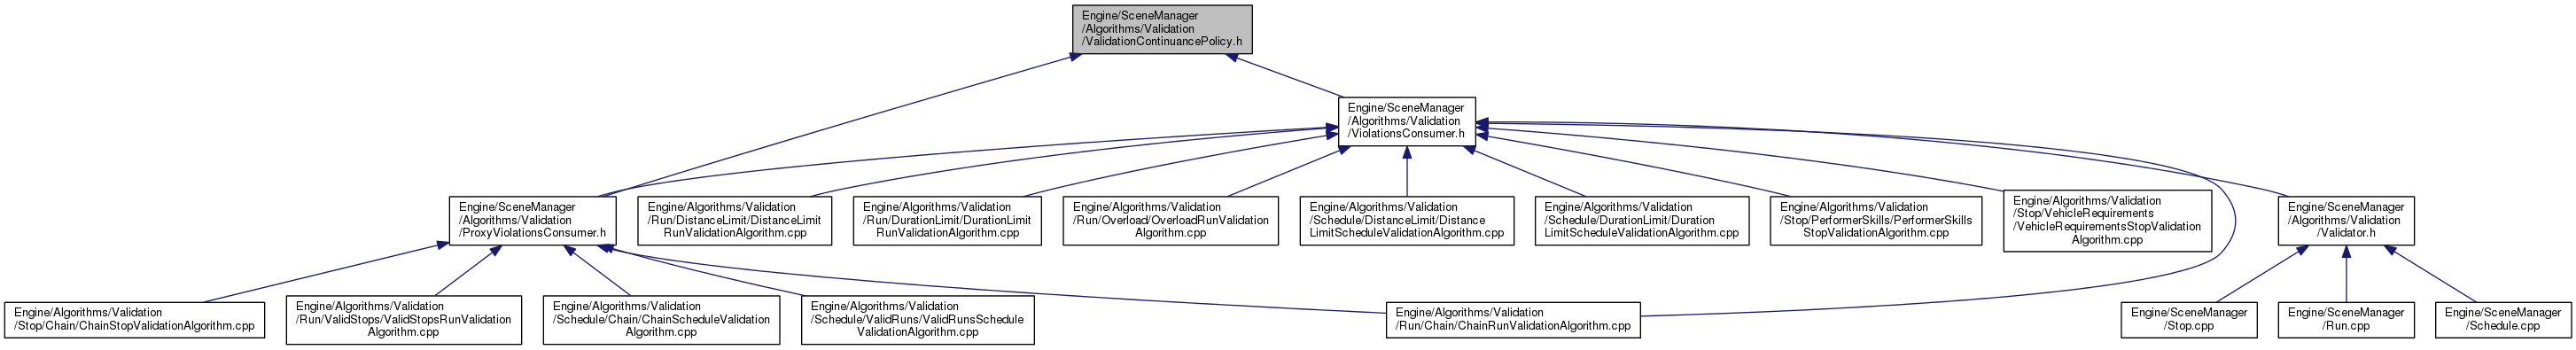 Engine/SceneManager
/Algorithms/Validation
/ValidationContinuancePolicy.h
Engine/SceneManager
/Algorithms/Validation
/ViolationsConsumer.h
Engine/SceneManager
/Algorithms/Validation
/ProxyViolationsConsumer.h
Engine/Algorithms/Validation
/Run/DistanceLimit/DistanceLimit
RunValidationAlgorithm.cpp
Engine/Algorithms/Validation
/Run/DurationLimit/DurationLimit
RunValidationAlgorithm.cpp
Engine/Algorithms/Validation
/Run/Overload/OverloadRunValidation
Algorithm.cpp
Engine/Algorithms/Validation
/Schedule/DistanceLimit/Distance
LimitScheduleValidationAlgorithm.cpp
Engine/Algorithms/Validation
/Schedule/DurationLimit/Duration
LimitScheduleValidationAlgorithm.cpp
Engine/Algorithms/Validation
/Stop/PerformerSkills/PerformerSkills
StopValidationAlgorithm.cpp
Engine/Algorithms/Validation
/Stop/VehicleRequirements
/VehicleRequirementsStopValidation
Algorithm.cpp
Engine/SceneManager
/Algorithms/Validation
/Validator.h
Engine/Algorithms/Validation
/Stop/Chain/ChainStopValidationAlgorithm.cpp
Engine/Algorithms/Validation
/Run/ValidStops/ValidStopsRunValidation
Algorithm.cpp
Engine/Algorithms/Validation
/Schedule/Chain/ChainScheduleValidation
Algorithm.cpp
Engine/Algorithms/Validation
/Schedule/ValidRuns/ValidRunsSchedule
ValidationAlgorithm.cpp
Engine/Algorithms/Validation
/Run/Chain/ChainRunValidationAlgorithm.cpp
Engine/SceneManager
/Stop.cpp
Engine/SceneManager
/Run.cpp
Engine/SceneManager
/Schedule.cpp